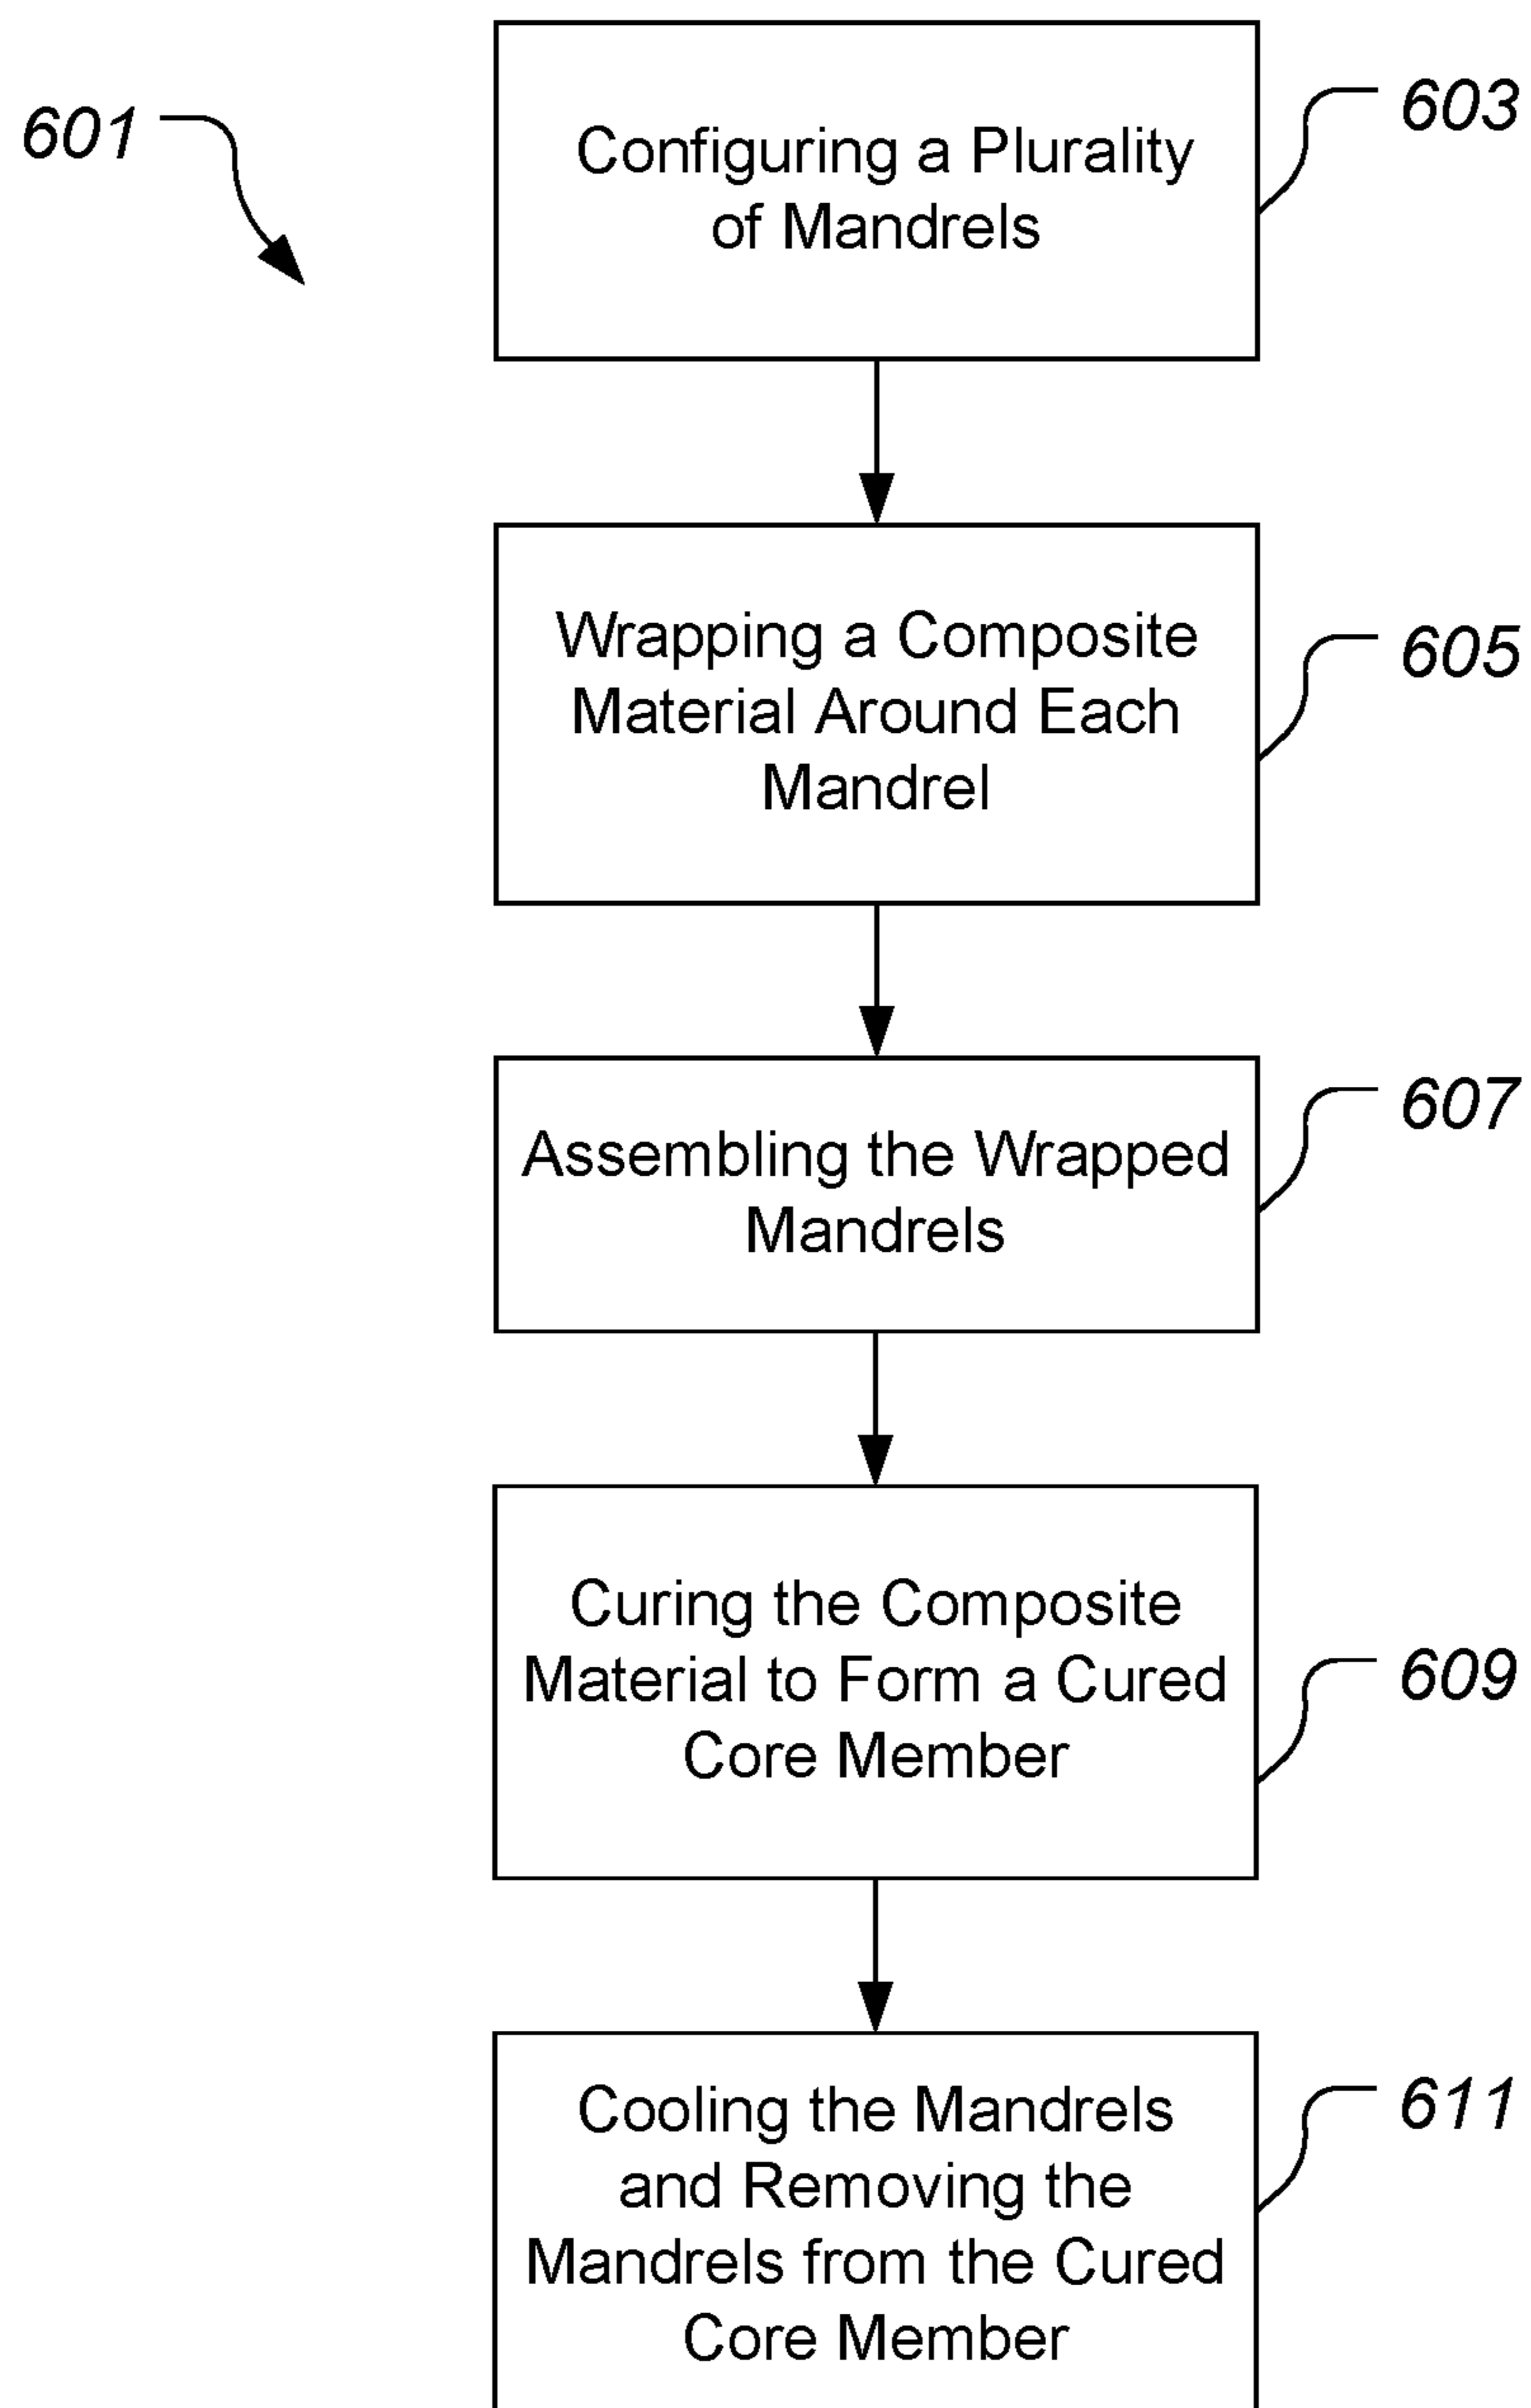 601
603
Configuring a Plurality
of Mandrels
605
Wrapping a Composite
Material Around Each
Mandrel
607
Assembling the Wrapped
Mandrels
609
Curing the Composite
Material to Form a Cured
Core Member
611
Cooling the Mandrels
and Removing the
Mandrels from the Cured
Core Member